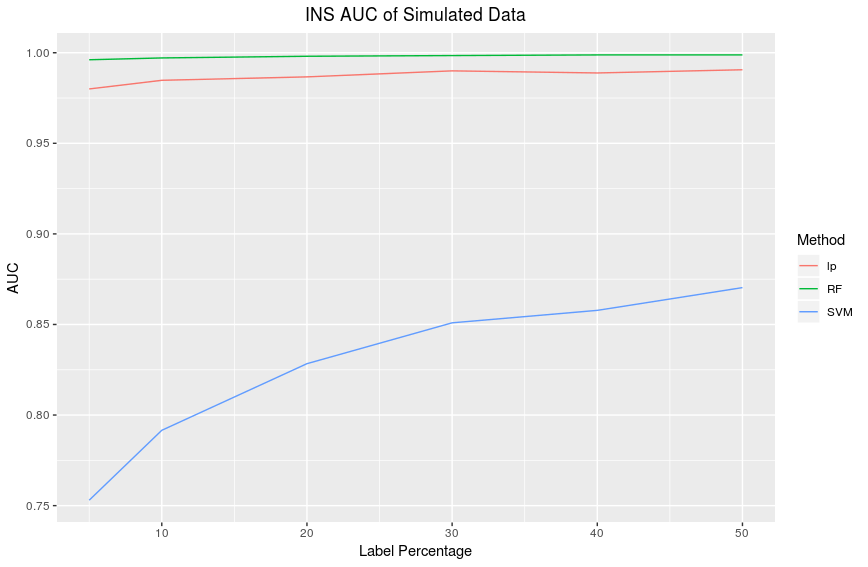 INS AUC of Simulated Data
1.00
0.95
0.90
0.85
0.80
0.75
AUC
10 20 30 40 50
Label Percentage
Method
lp
RF
SVM